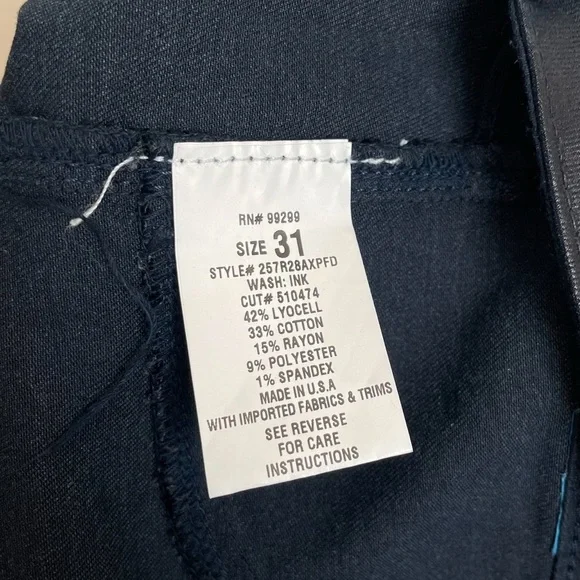 RN# 99299
SIZE 31
STYLE# 257R28AXPFD
WASH: INK
CUT# 510474
42% LYOCELL
33% COTTON
15% RAYON
9% POLYESTER
1% SPANDEX
MADE IN U.S.A
WITH IMPORTED FABRICS & TRIMS
SEE REVERSE
FOR CARE
INSTRUCTIONS